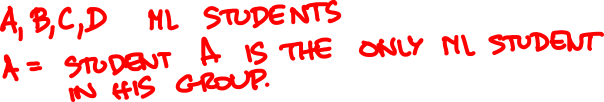 A, B, C, D ML STUDENTS
A = STUDENT A IS THE ONLY ML STUDENT
IN HIS GROUP.